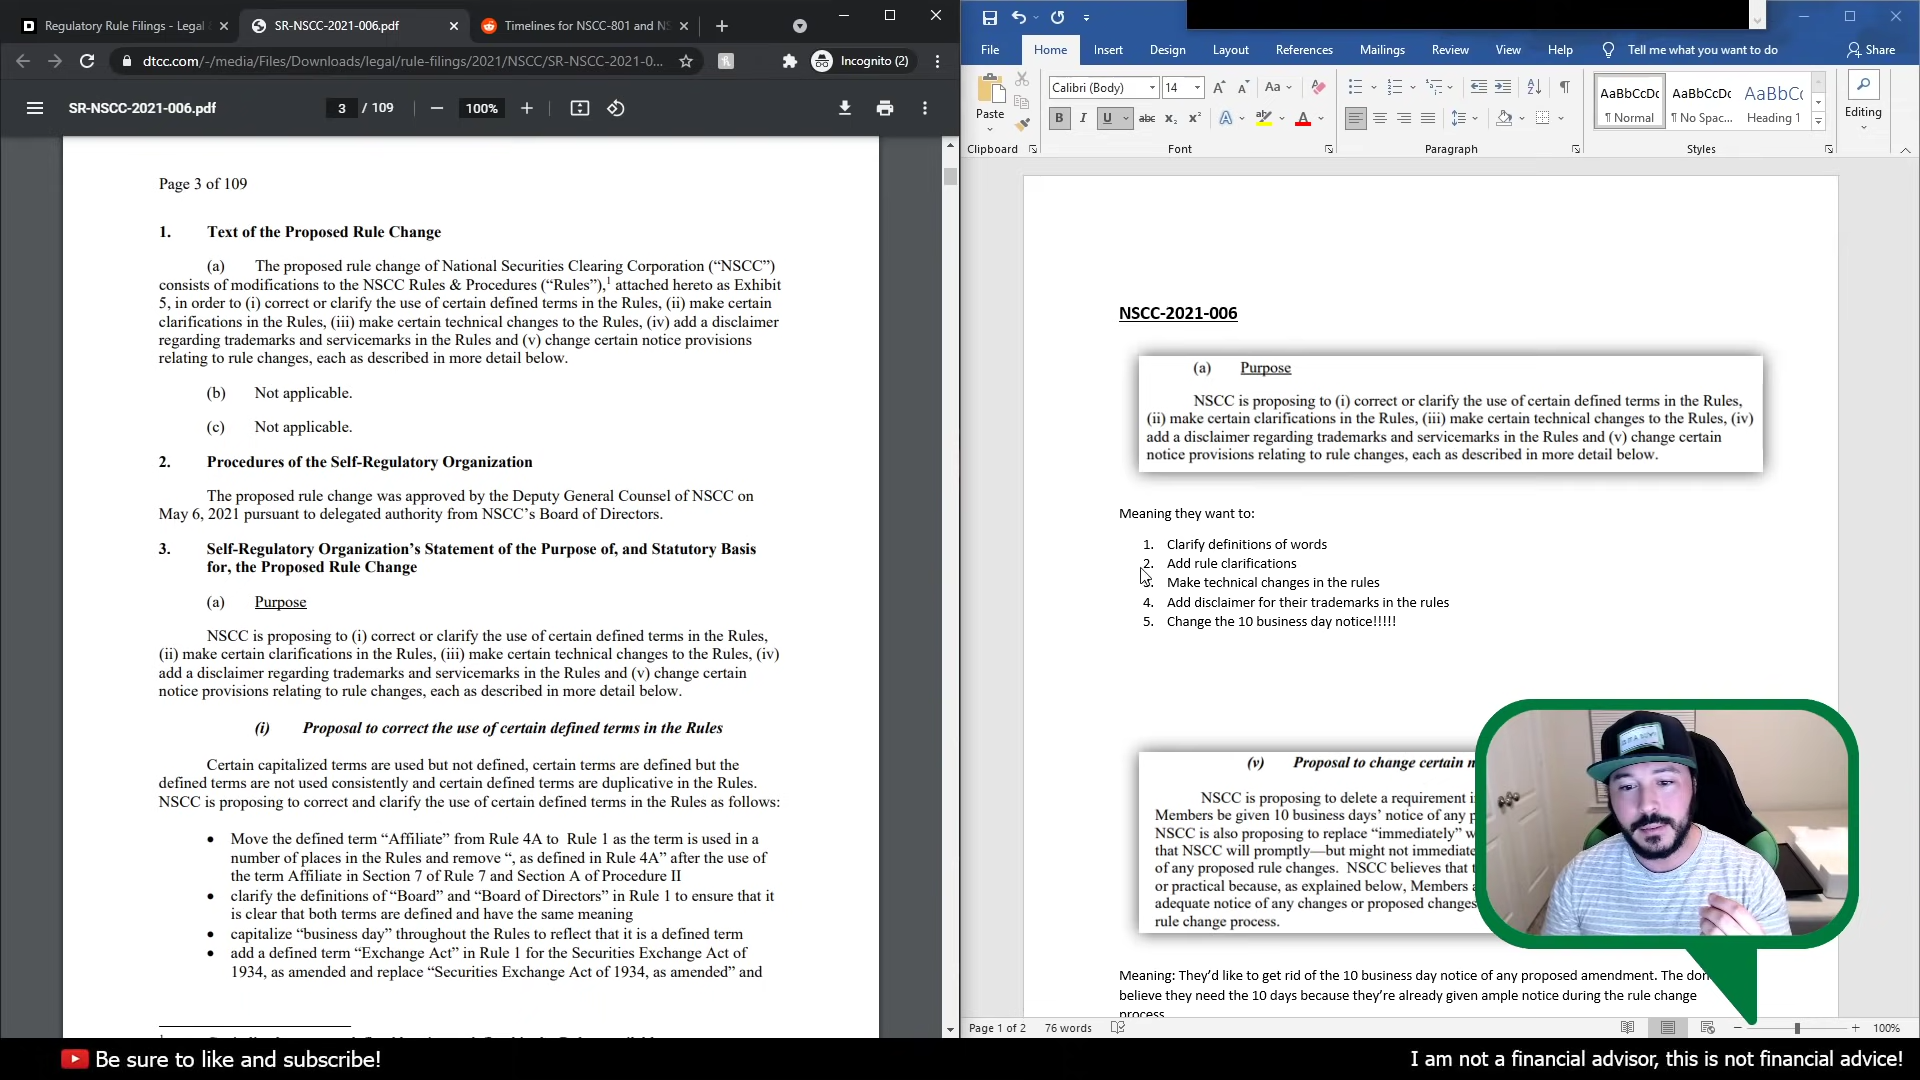 Regulatory Rule Filings - Legal
SR-NSCC-2021-006.pdf
Timelines for NSCC-801 and NS
dtcc.com/-/media/Files/Downloads/legal/rule-filings/2021/NSCC/SR-NSCC-2021-0...
Incognito (2)
SR-NSCC-2021-006.pdf
3 / 109
100%
Page 3 of 109
1. Text of the Proposed Rule Change
(a) The proposed rule change of National Securities Clearing Corporation (“NSCC”)
consists of modifications to the NSCC Rules & Procedures (“Rules”),1 attached hereto as Exhibit
5, in order to (i) correct or clarify the use of certain defined terms in the Rules, (ii) make certain
clarifications in the Rules, (iii) make certain technical changes to the Rules, (iv) add a disclaimer
regarding trademarks and servicemarks in the Rules and (v) change certain notice provisions
relating to rule changes, each as described in more detail below.
(b) Not applicable.
(c) Not applicable.
2. Procedures of the Self-Regulatory Organization
The proposed rule change was approved by the Deputy General Counsel of NSCC on
May 6, 2021 pursuant to delegated authority from NSCC’s Board of Directors.
3. Self-Regulatory Organization’s Statement of the Purpose of, and Statutory Basis
for, the Proposed Rule Change
(a) Purpose
NSCC is proposing to (i) correct or clarify the use of certain defined terms in the Rules,
(ii) make certain clarifications in the Rules, (iii) make certain technical changes to the Rules, (iv)
add a disclaimer regarding trademarks and servicemarks in the Rules and (v) change certain
notice provisions relating to rule changes, each as described in more detail below.
(i) Proposal to correct the use of certain defined terms in the Rules
Certain capitalized terms are used but not defined, certain terms are defined but the
defined terms are not used consistently and certain defined terms are duplicative in the Rules.
NSCC is proposing to correct and clarify the use of certain defined terms in the Rules as follows:
• Move the defined term “Affiliate” from Rule 4A to Rule 1 as the term is used in a
number of places in the Rules and remove “, as defined in Rule 4A” after the use of
the term Affiliate in Section 7 of Rule 7 and Section A of Procedure II
• clarify the definitions of “Board” and “Board of Directors” in Rule 1 to ensure that it
is clear that both terms are defined and have the same meaning
• capitalize “business day” throughout the Rules to reflect that it is a defined term
• add a defined term “Exchange Act” in Rule 1 for the Securities Exchange Act of
1934, as amended and replace “Securities Exchange Act of 1934, as amended” and
File Home Insert Design Layout References Mailings Review View Help Tell me what you want to do Share
Paste
Calibri (Body) 14
AaBbCcDc AaBbCcDc AaBbC
¶ Normal ¶ No Spac... Heading 1
Editing
Clipboard Font Paragraph Styles
NSCC-2021-006
(a) Purpose
NSCC is proposing to (i) correct or clarify the use of certain defined terms in the Rules,
(ii) make certain clarifications in the Rules, (iii) make certain technical changes to the Rules, (iv)
add a disclaimer regarding trademarks and servicemarks in the Rules and (v) change certain
notice provisions relating to rule changes, each as described in more detail below.
Meaning they want to:
1. Clarify definitions of words
2. Add rule clarifications
3. Make technical changes in the rules
4. Add disclaimer for their trademarks in the rules
5. Change the 10 business day notice!!!!!
(v) Proposal to change certain
NSCC is proposing to delete a requirement
Members be given 10 business days’ notice of any
NSCC is also proposing to replace “immediately”
that NSCC will promptly—but might not immediate
of any proposed rule changes. NSCC believes that
or practical because, as explained below, Members
adequate notice of any changes or proposed changes
rule change process.
Meaning: They’d like to get rid of the 10 business day notice of any proposed amendment. The
believe they need the 10 days because they’re already given ample notice during the rule change
process
Page 1 of 2 76 words
100%
Be sure to like and subscribe!
I am not a financial advisor, this is not financial advice!